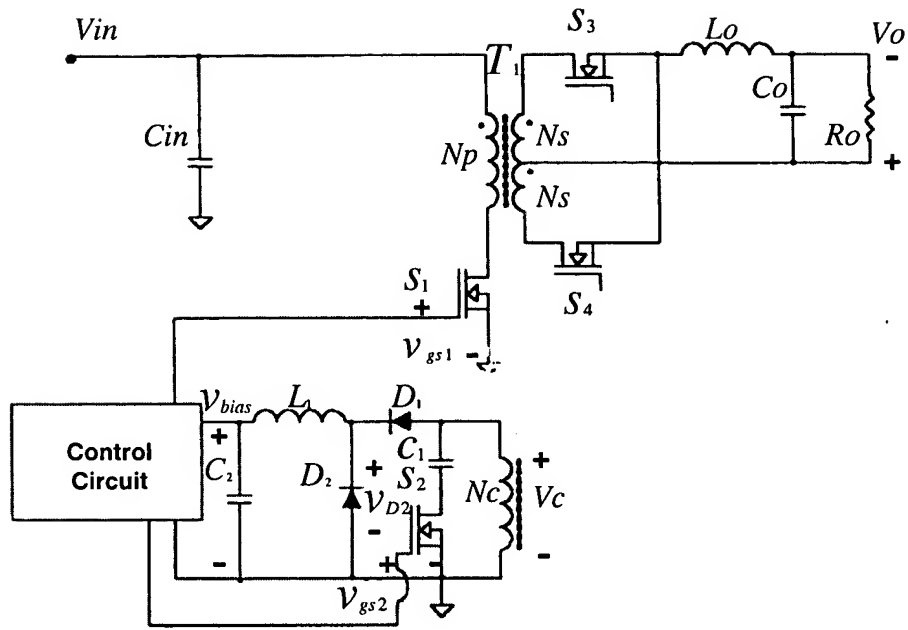 Vin
S3
Lo
Vo
-
T1
Co
Cin
Np
Ns
Ro
Ns
+
S1
+
S4
vgs1 -
vbias
L1
D1
+
+
C1
+
Control
Circuit
C2
D2
S2
Nc
Vc
vD2
-
-
+
-
-
vgs2